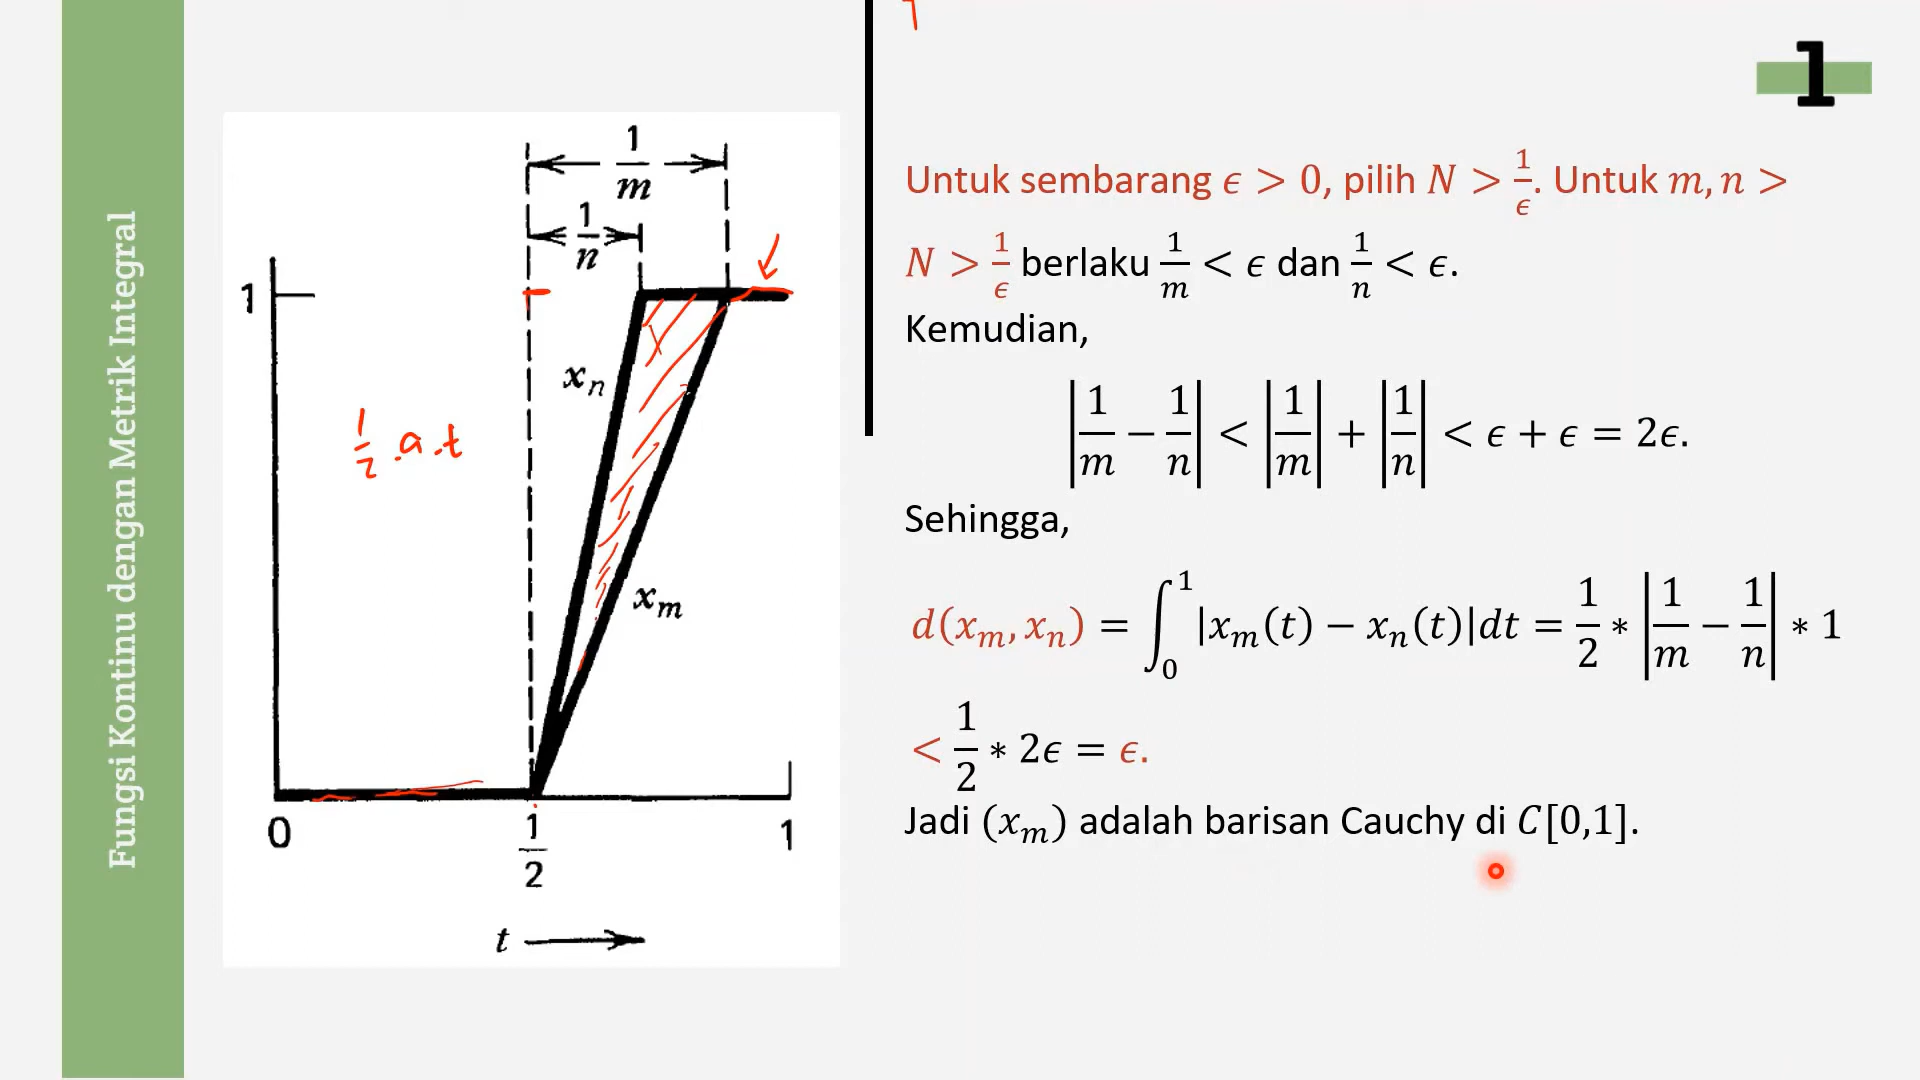 Fungsi Kontinu dengan Metrik Integral
1
1/m
1/n
1
x_n
x_m
1/2 .a.t
0
1/2
1
t
Untuk sembarang ϵ > 0, pilih N > 1/ϵ. Untuk m, n >
N > 1/ϵ berlaku 1/m < ϵ dan 1/n < ϵ.
Kemudian,
|1/m − 1/n| < |1/m| + |1/n| < ϵ + ϵ = 2ϵ.
Sehingga,
d(x_m, x_n) = ∫_0^1 |x_m(t) − x_n(t)|dt = 1/2 * |1/m − 1/n| * 1
< 1/2 * 2ϵ = ϵ.
Jadi (x_m) adalah barisan Cauchy di C[0,1].